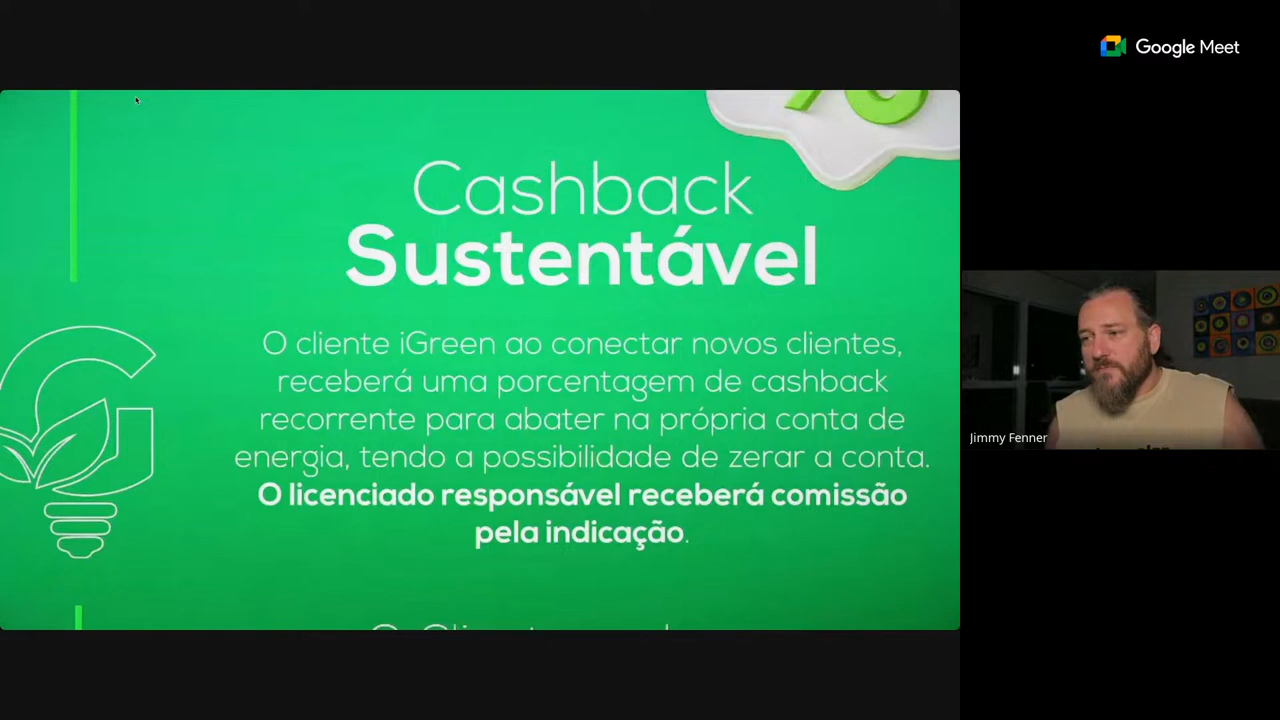 Google Meet
Cashback
Sustentável
O cliente iGreen ao conectar novos clientes,
receberá uma porcentagem de cashback
recorrente para abater na própria conta de
energia, tendo a possibilidade de zerar a conta.
O licenciado responsável receberá comissão
pela indicação.
Jimmy Fenner